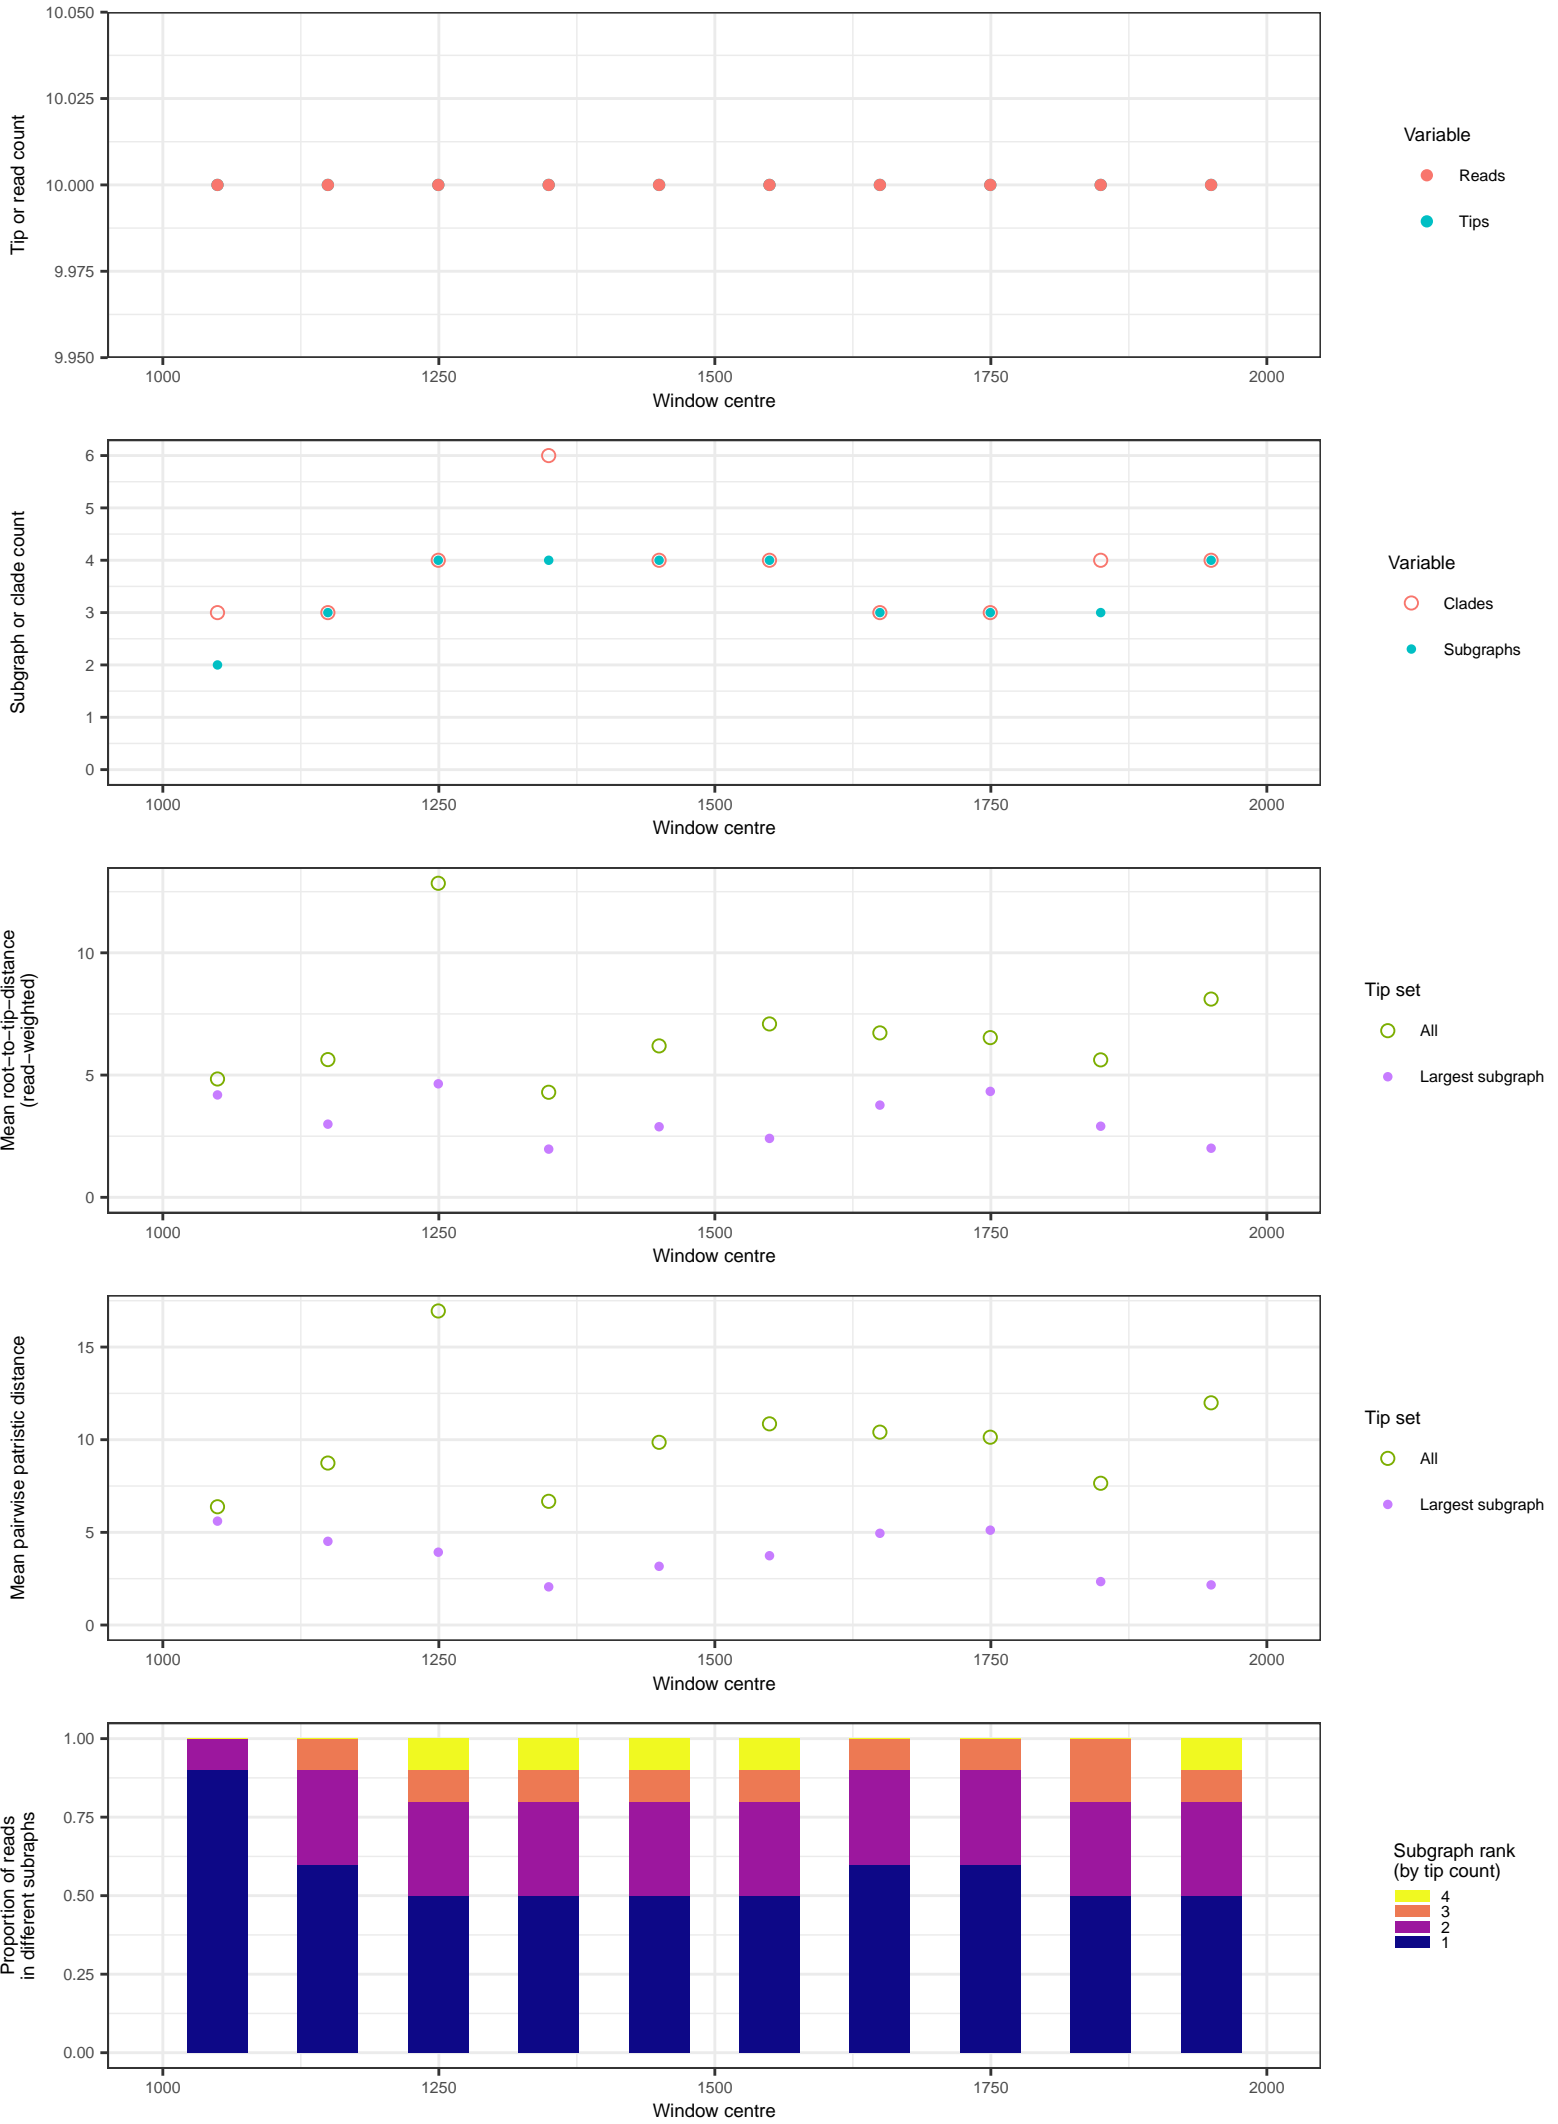 10.050
10.025
10.000
9.975
9.950
Tip or read count
1000 1250 1500 1750 2000
Window centre
Variable
Reads
Tips
6
5
4
3
2
1
0
Subgraph or clade count
1000 1250 1500 1750 2000
Window centre
Variable
Clades
Subgraphs
10
5
0
Mean root−to−tip−distance
(read−weighted)
1000 1250 1500 1750 2000
Window centre
Tip set
All
Largest subgraph
15
10
5
0
Mean pairwise patristic distance
1000 1250 1500 1750 2000
Window centre
Tip set
All
Largest subgraph
1.00
0.75
0.50
0.25
0.00
Proportion of reads
in different subraphs
1000 1250 1500 1750 2000
Window centre
Subgraph rank
(by tip count)
4
3
2
1